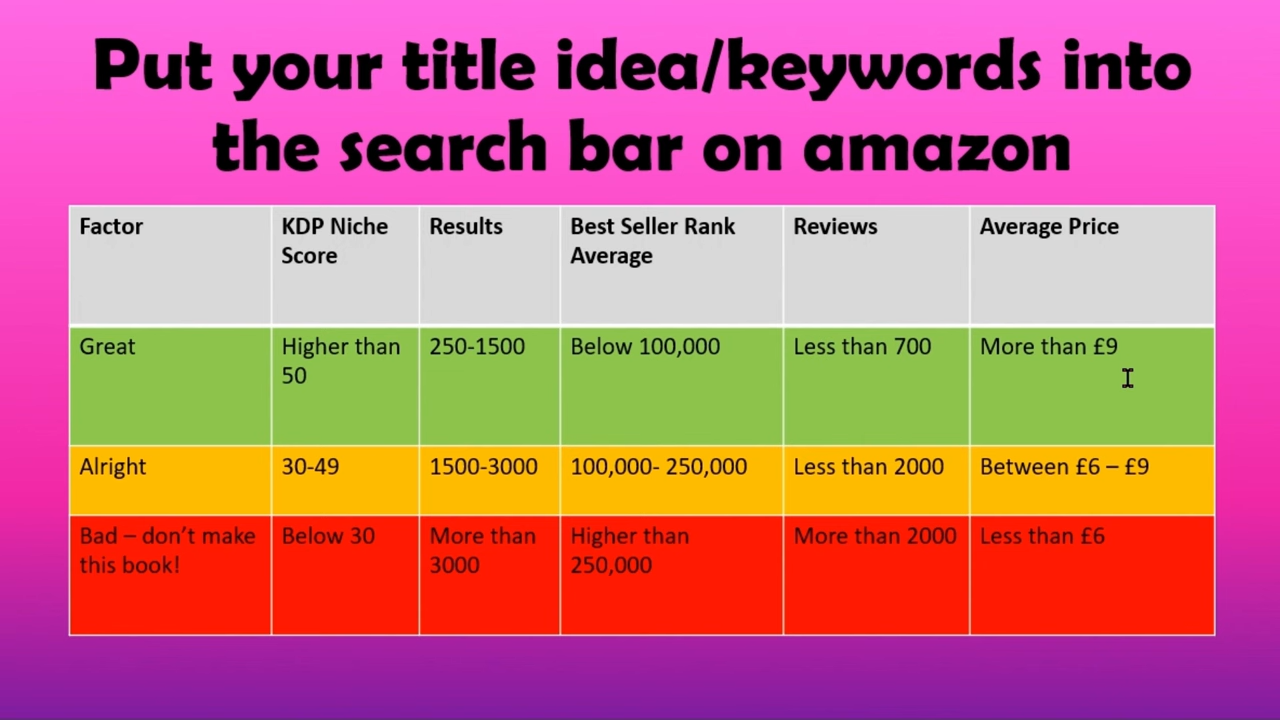 Put your title idea/keywords into
the search bar on amazon
Factor
KDP Niche
Score
Results
Best Seller Rank
Average
Reviews
Average Price
Great
Higher than
50
250-1500
Below 100,000
Less than 700
More than £9
Alright
30-49
1500-3000
100,000- 250,000
Less than 2000
Between £6 – £9
Bad – don’t make
this book!
Below 30
More than
3000
Higher than
250,000
More than 2000
Less than £6